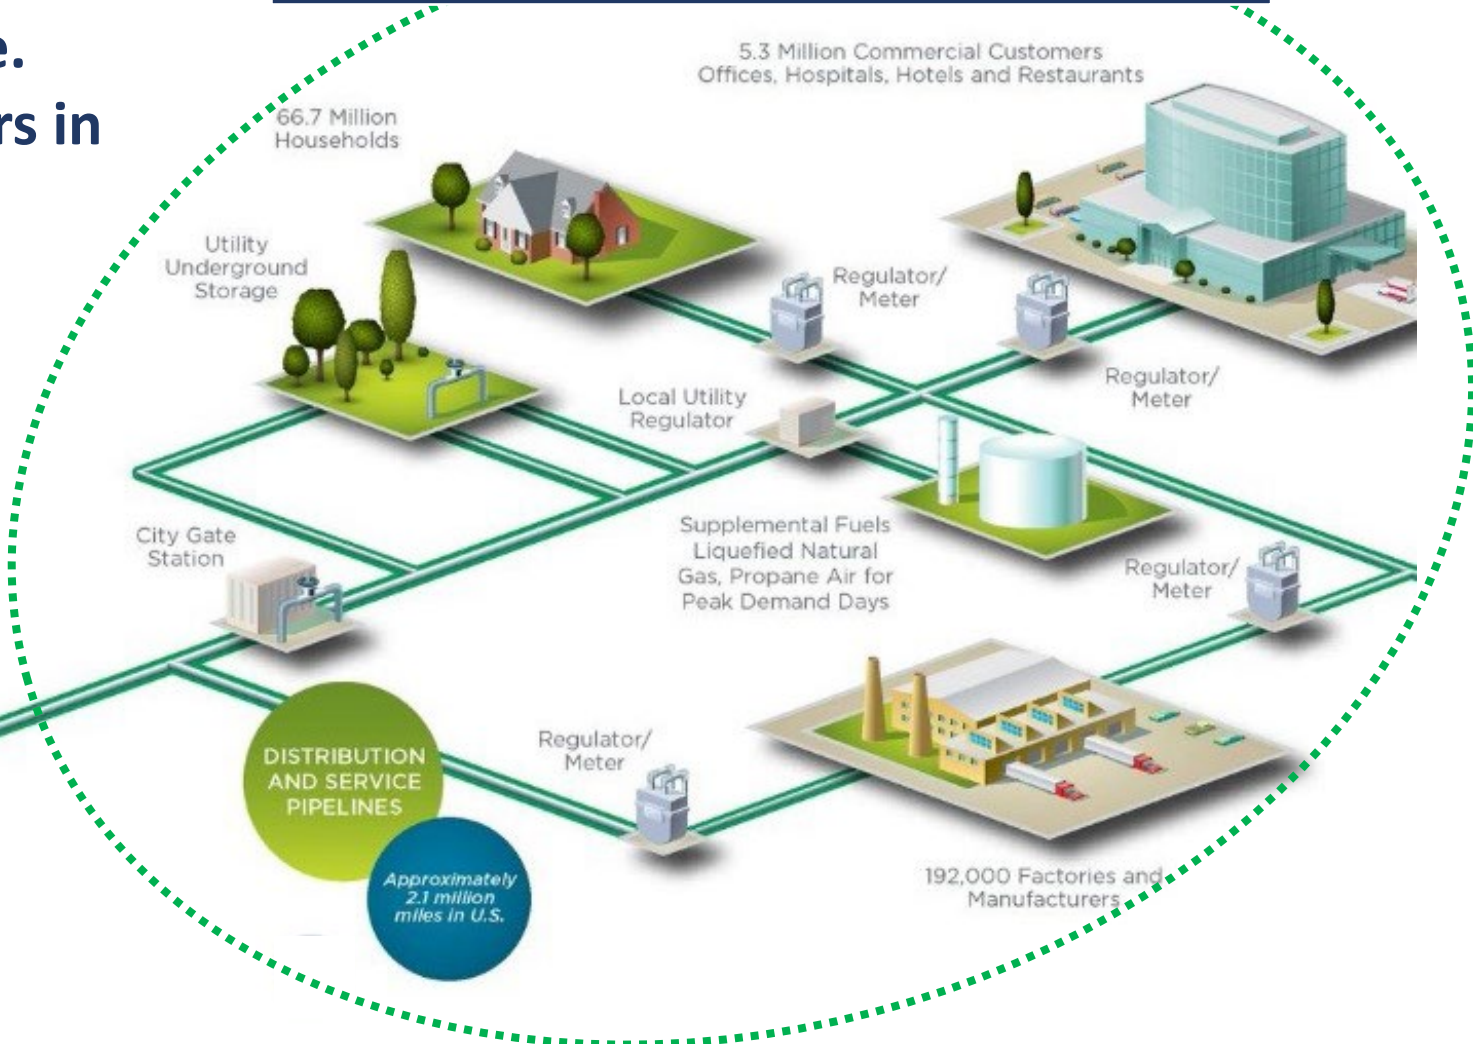 e.
rs in
5.3 Million Commercial Customers
Offices, Hospitals, Hotels and Restaurants
66.7 Million
Households
Utility
Underground
Storage
Regulator/
Meter
Regulator/
Meter
Local Utility
Regulator
City Gate
Station
Supplemental Fuels
Liquefied Natural
Gas, Propane Air for
Peak Demand Days
Regulator/
Meter
DISTRIBUTION
AND SERVICE
PIPELINES
Regulator/
Meter
Approximately
2.1 million
miles in U.S.
192,000 Factories and
Manufacturers